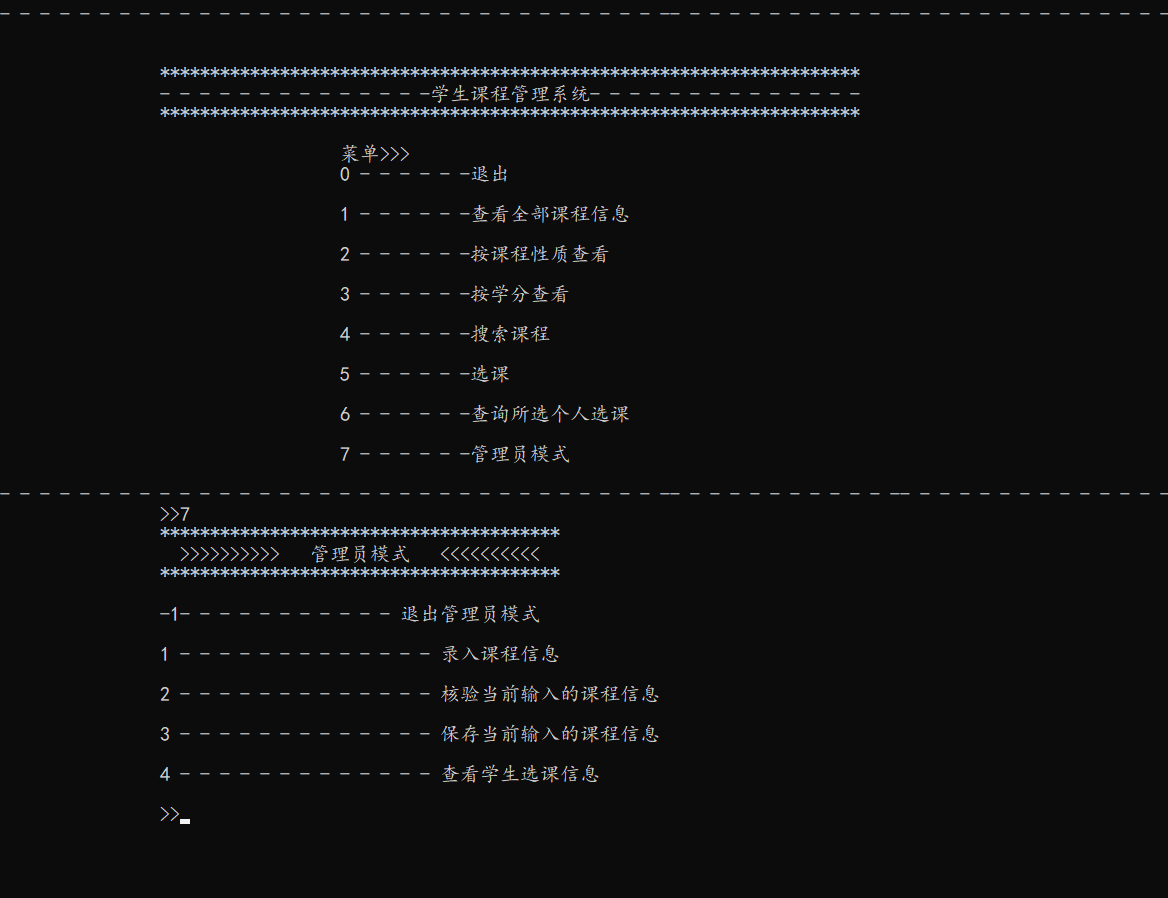 - - - - - - - - - - - - - - - - - - - - - - - - - - - - - - - - - -- - - - - - - - - - - -- - - - - - - - - - - - - -
**********************************************************************
- - - - - - - - - - - - - -学生课程管理系统- - - - - - - - - - - - - -
**********************************************************************
菜单>>>
0 - - - - - -退出
1 - - - - - -查看全部课程信息
2 - - - - - -按课程性质查看
3 - - - - - -按学分查看
4 - - - - - -搜索课程
5 - - - - - -选课
6 - - - - - -查询所选个人选课
7 - - - - - -管理员模式
- - - - - - - - - - - - - - - - - - - - - - - - - - - - - - - - - -- - - - - - - - - - - -- - - - - - - - - - - - - -
>>7
****************************************
>>>>>>>>>> 管理员模式 <<<<<<<<<<
****************************************
-1- - - - - - - - - - - 退出管理员模式
1 - - - - - - - - - - - - - 录入课程信息
2 - - - - - - - - - - - - - 核验当前输入的课程信息
3 - - - - - - - - - - - - - 保存当前输入的课程信息
4 - - - - - - - - - - - - - 查看学生选课信息
>>